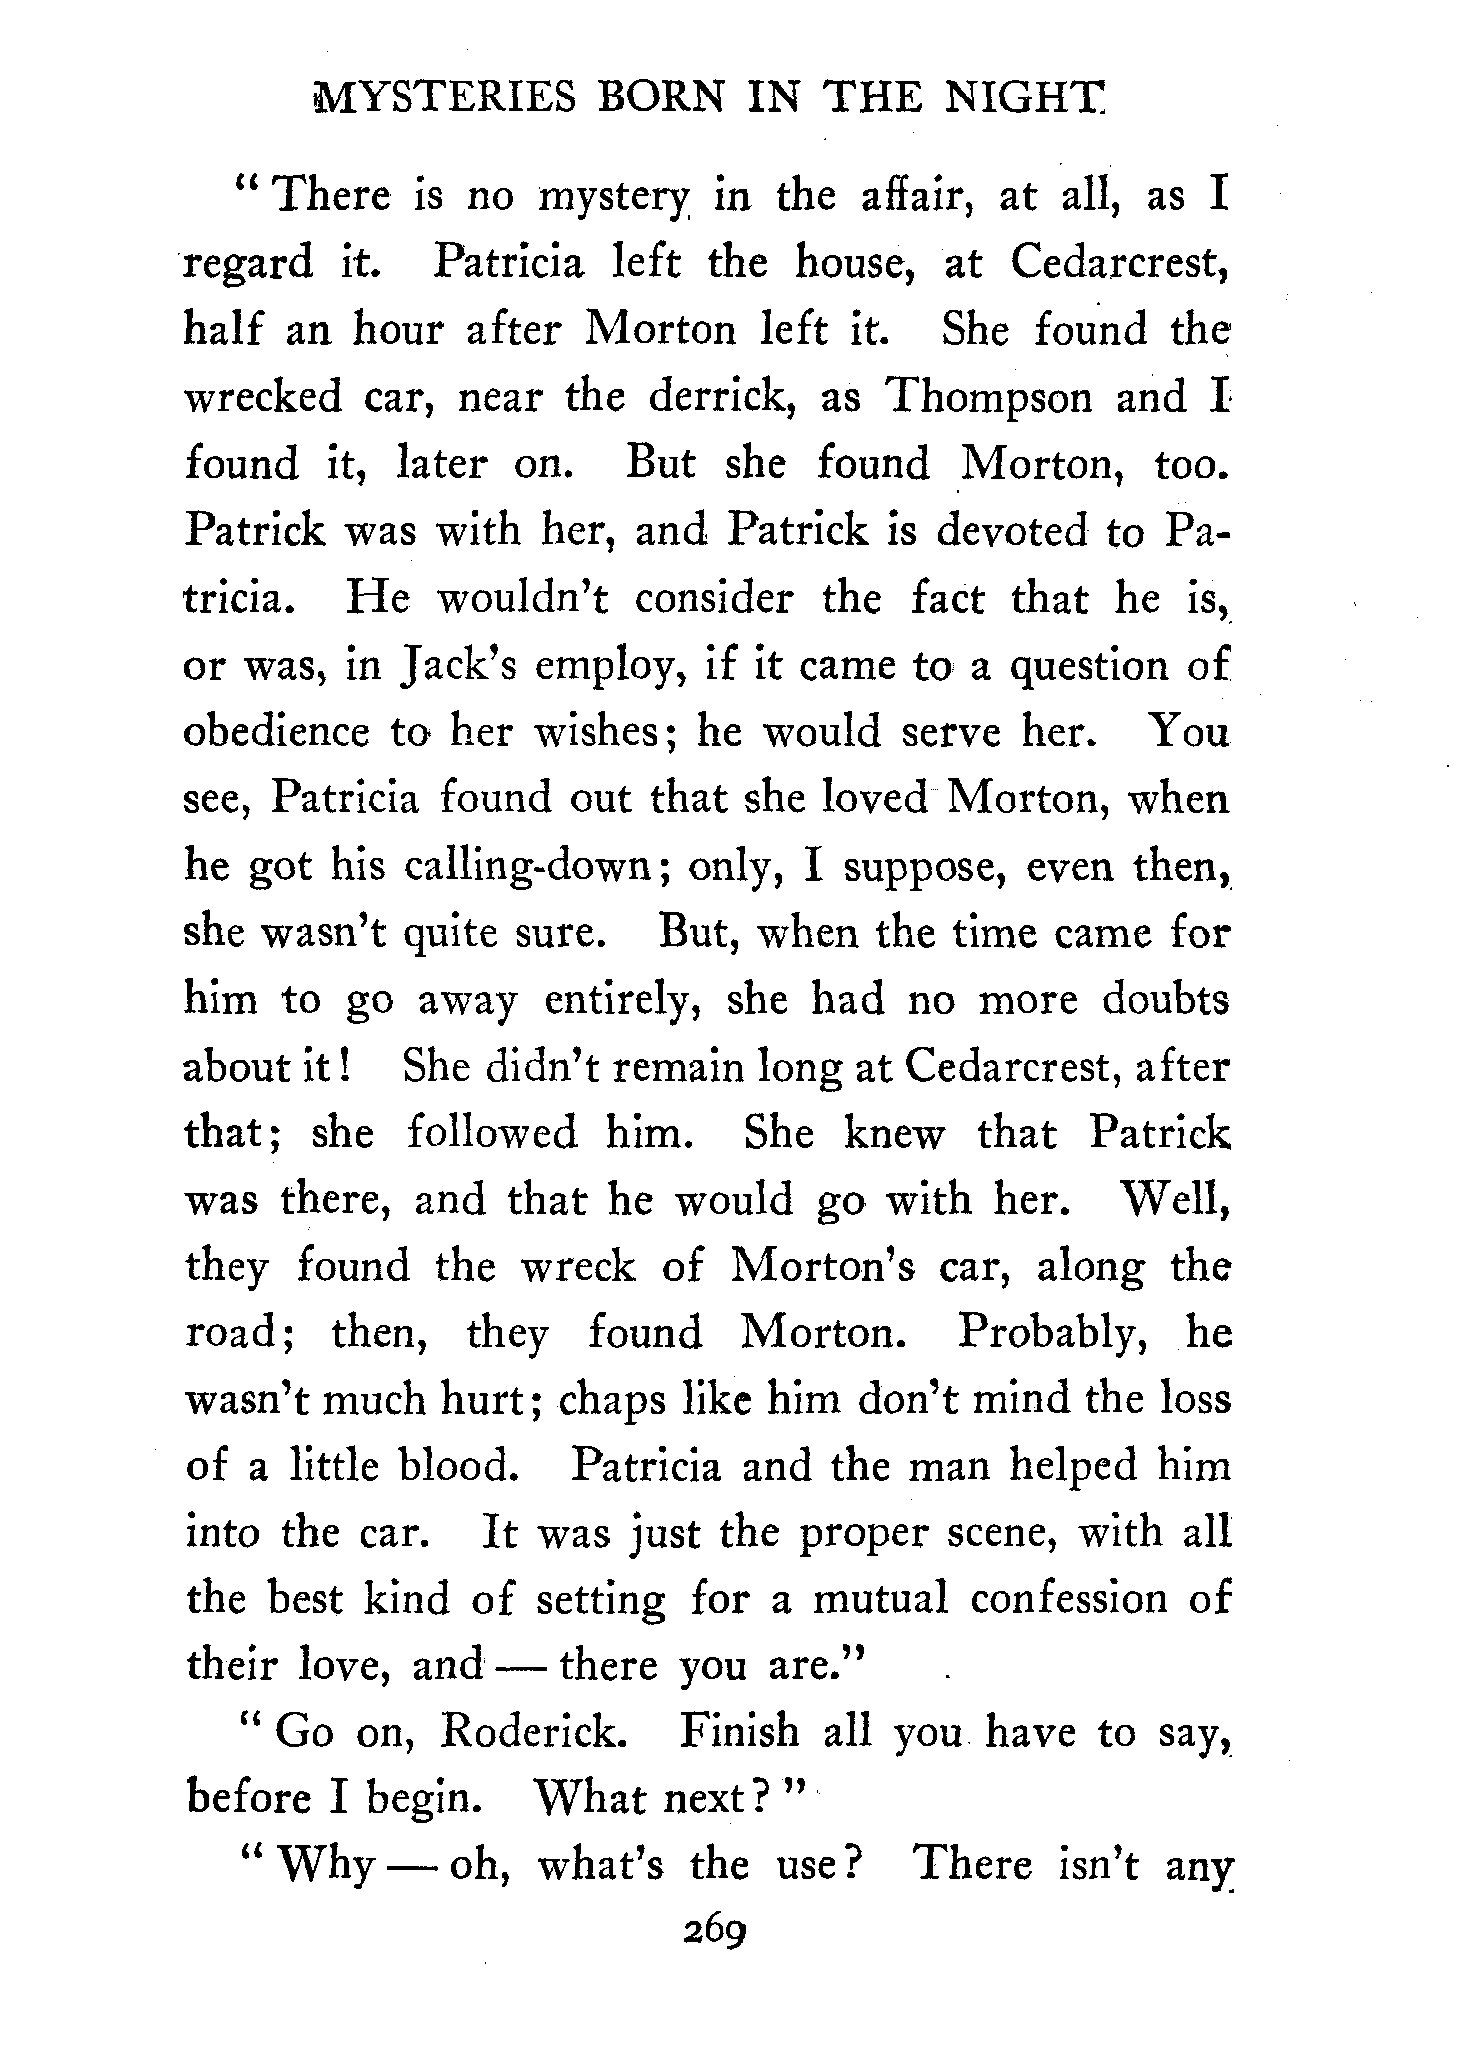 MYSTERIES BORN IN THE NIGHT
“ There is no mystery in the affair, at all, as I
regard it. Patricia left the house, at Cedarcrest,
half an hour after Morton left it. She found the
wrecked car, near the derrick, as Thompson and I
found it, later on. But she found Morton, too.
Patrick was with her, and Patrick is devoted to Pa-
tricia. He wouldn’t consider the fact that he is,
or was, in Jack’s employ, if it came to a question of
obedience to her wishes; he would serve her. You
see, Patricia found out that she loved Morton, when
he got his calling-down; only, I suppose, even then,
she wasn’t quite sure. But, when the time came for
him to go away entirely, she had no more doubts
about it! She didn’t remain long at Cedarcrest, after
that; she followed him. She knew that Patrick
was there, and that he would go with her. Well,
they found the wreck of Morton’s car, along the
road; then, they found Morton. Probably, he
wasn’t much hurt; chaps like him don’t mind the loss
of a little blood. Patricia and the man helped him
into the car. It was just the proper scene, with all
the best kind of setting for a mutual confession of
their love, and — there you are.”
“ Go on, Roderick. Finish all you have to say,
before I begin. What next? ”
“ Why — oh, what’s the use? There isn’t any
269